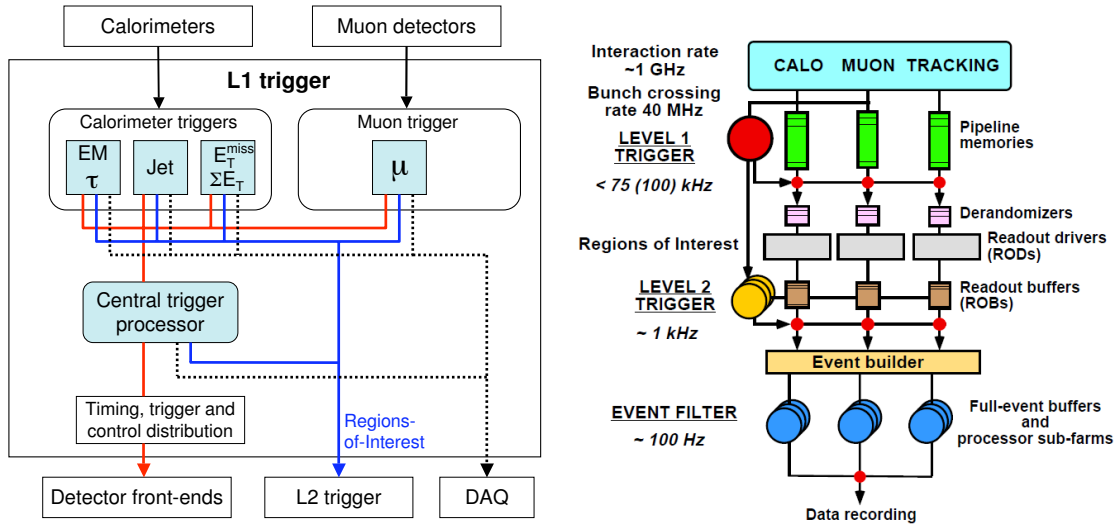 Calorimeters
Muon detectors
L1 trigger
Calorimeter triggers
Muon trigger
EM
τ
Jet
E_T^miss
ΣE_T
μ
Central trigger
processor
Timing, trigger and
control distribution
Regions-
of-Interest
Detector front-ends
L2 trigger
DAQ
Interaction rate
~1 GHz
Bunch crossing
rate 40 MHz
CALO MUON TRACKING
LEVEL 1
TRIGGER
< 75 (100) kHz
Pipeline
memories
Derandomizers
Regions of Interest
Readout drivers
(RODs)
LEVEL 2
TRIGGER
~ 1 kHz
Readout buffers
(ROBs)
Event builder
EVENT FILTER
~ 100 Hz
Full-event buffers
and
processor sub-farms
Data recording